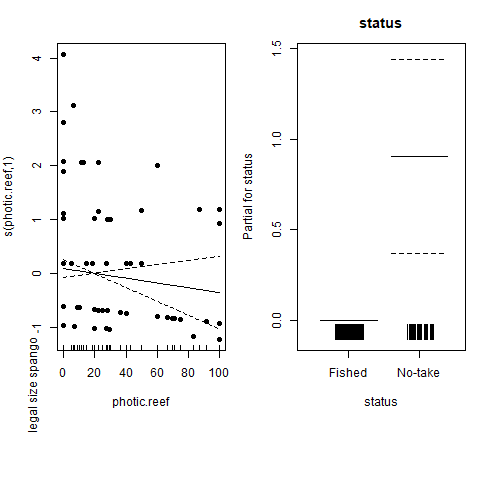 legal size spango
s(photic.reef,1)
-1 0 1 2 3 4
0 20 40 60 80 100
photic.reef
status
Partial for status
0.0 0.5 1.0 1.5
Fished No-take
status